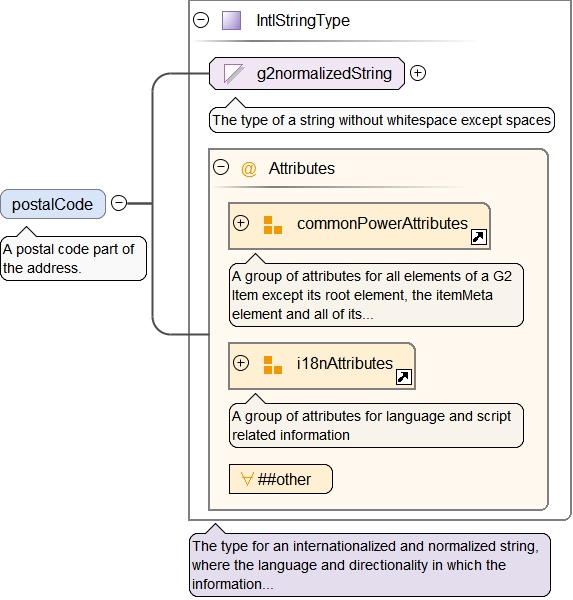 IntlStringType
g2normalizedString
The type of a string without whitespace except spaces
@ Attributes
postalCode
A postal code part of
the address.
commonPowerAttributes
A group of attributes for all elements of a G2
Item except its root element, the itemMeta
element and all of its...
i18nAttributes
A group of attributes for language and script
related information
##other
The type for an internationalized and normalized string,
where the language and directionality in which the
information...